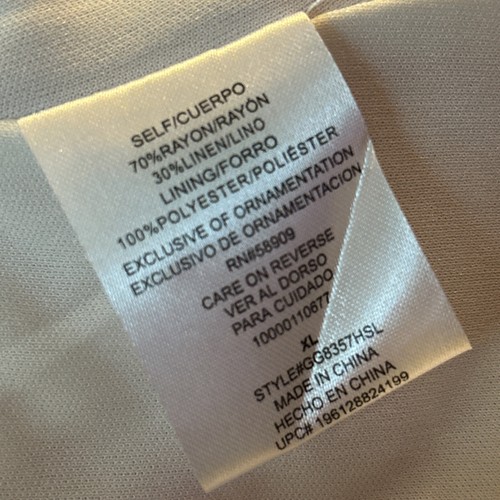 SELF/CUERPO
70%RAYON/RAYÓN
30%LINEN/LINO
LINING/FORRO
100%POLYESTER/POLIÉSTER
EXCLUSIVE OF ORNAMENTATION
EXCLUSIVO DE ORNAMENTACION
RN#58909
CARE ON REVERSE
VER AL DORSO
PARA CUIDADO
1000011067
XL
STYLE#GG8357HSL
MADE IN CHINA
HECHO EN CHINA
UPC# 196128824199